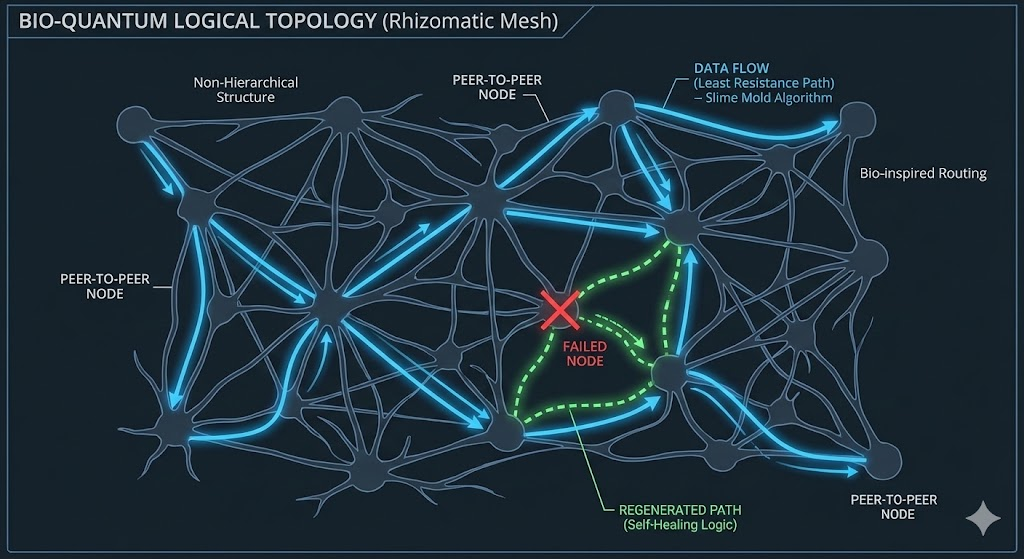 BIO-QUANTUM LOGICAL TOPOLOGY (Rhizomatic Mesh)
Non-Hierarchical
Structure
PEER-TO-PEER
NODE
DATA FLOW
(Least Resistance Path)
– Slime Mold Algorithm
Bio-inspired Routing
PEER-TO-PEER
NODE
FAILED
NODE
REGENERATED PATH
(Self-Healing Logic)
PEER-TO-PEER
NODE